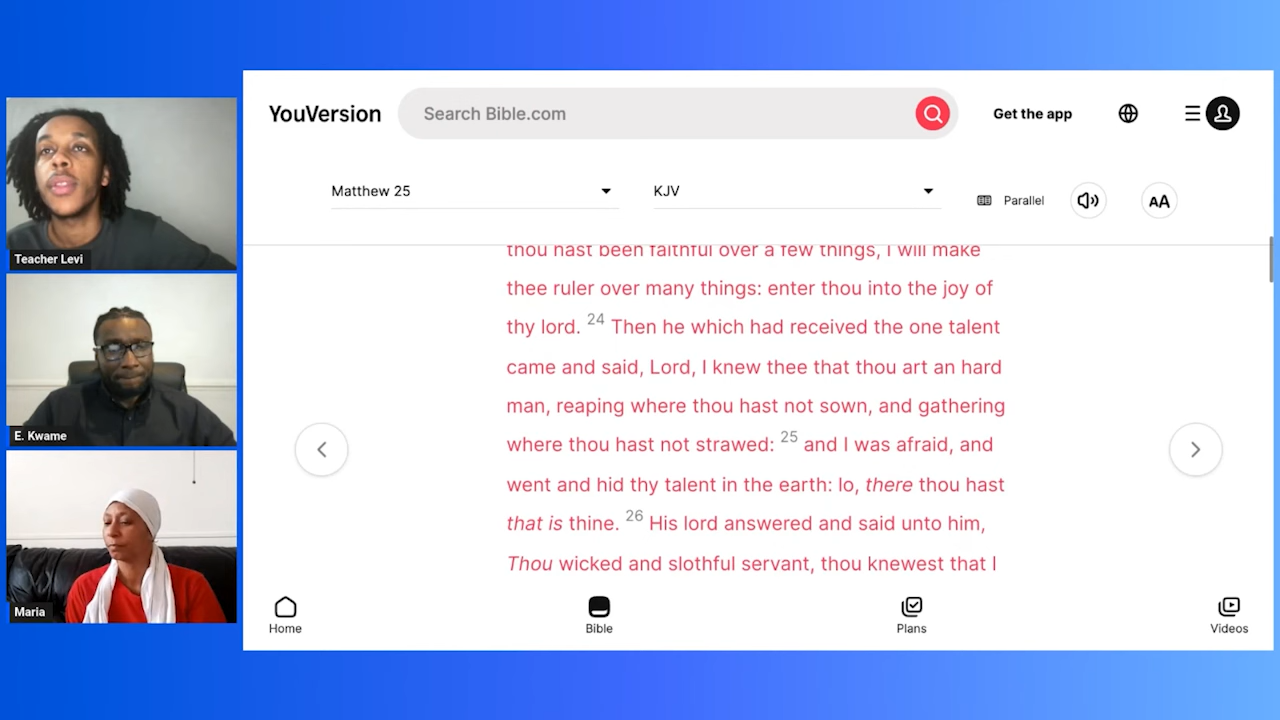 YouVersion
Search Bible.com
Get the app
Matthew 25
KJV
Parallel
AA
thou hast been faithful over a few things, I will make
thee ruler over many things: enter thou into the joy of
thy lord. 24 Then he which had received the one talent
came and said, Lord, I knew thee that thou art an hard
man, reaping where thou hast not sown, and gathering
where thou hast not strawed: 25 and I was afraid, and
went and hid thy talent in the earth: lo, there thou hast
that is thine. 26 His lord answered and said unto him,
Thou wicked and slothful servant, thou knewest that I
Home
Bible
Plans
Videos
Teacher Levi
E. Kwame
Maria